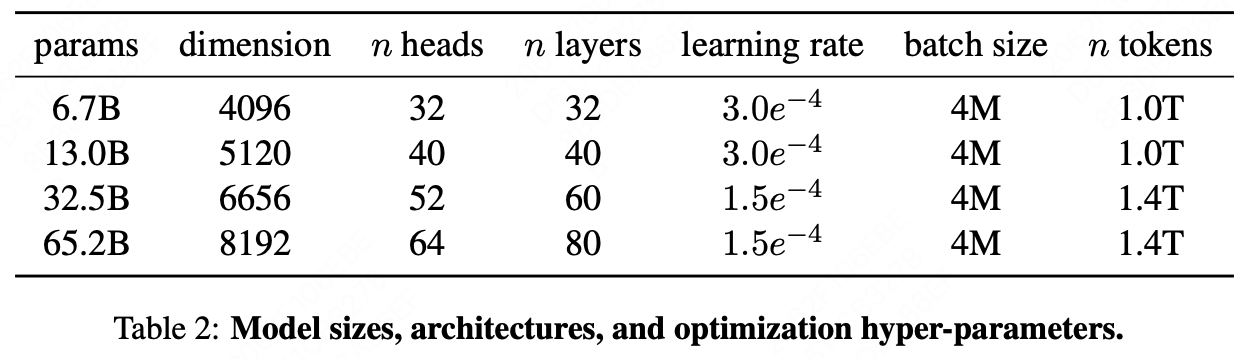 params dimension n heads n layers learning rate batch size n tokens
6.7B 4096 32 32 3.0e−4 4M 1.0T
13.0B 5120 40 40 3.0e−4 4M 1.0T
32.5B 6656 52 60 1.5e−4 4M 1.4T
65.2B 8192 64 80 1.5e−4 4M 1.4T
Table 2: Model sizes, architectures, and optimization hyper-parameters.